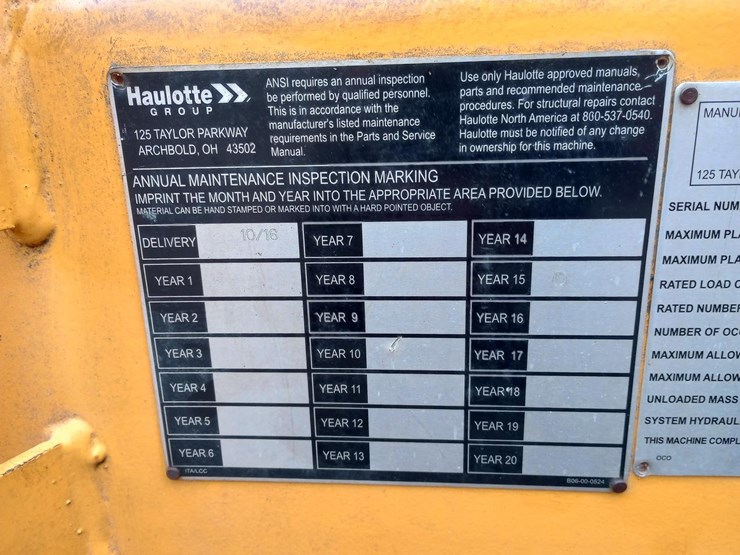 Haulotte
GROUP
125 TAYLOR PARKWAY
ARCHBOLD, OH 43502
ANSI requires an annual inspection
be performed by qualified personnel.
This is in accordance with the
manufacturer's listed maintenance
requirements in the Parts and Service
Manual.
Use only Haulotte approved manuals,
parts and recommended maintenance
procedures. For structural repairs contact
Haulotte North America at 800-537-0540.
Haulotte must be notified of any change
in ownership for this machine.
ANNUAL MAINTENANCE INSPECTION MARKING
IMPRINT THE MONTH AND YEAR INTO THE APPROPRIATE AREA PROVIDED BELOW.
MATERIAL CAN BE HAND STAMPED OR MARKED INTO WITH A HARD POINTED OBJECT.
DELIVERY 10/16 YEAR 7 YEAR 14
YEAR 1 YEAR 8 YEAR 15
YEAR 2 YEAR 9 YEAR 16
YEAR 3 YEAR 10 YEAR 17
YEAR 4 YEAR 11 YEAR 18
YEAR 5 YEAR 12 YEAR 19
YEAR 6 YEAR 13 YEAR 20
ITA/LGC
B06-00-0524
MANU
125 TAY
SERIAL NUM
MAXIMUM PLA
MAXIMUM PLA
RATED LOAD C
RATED NUMBER
NUMBER OF OCC
MAXIMUM ALLOW
MAXIMUM ALLOW
UNLOADED MASS
SYSTEM HYDRAUL
THIS MACHINE COMPL
OCO